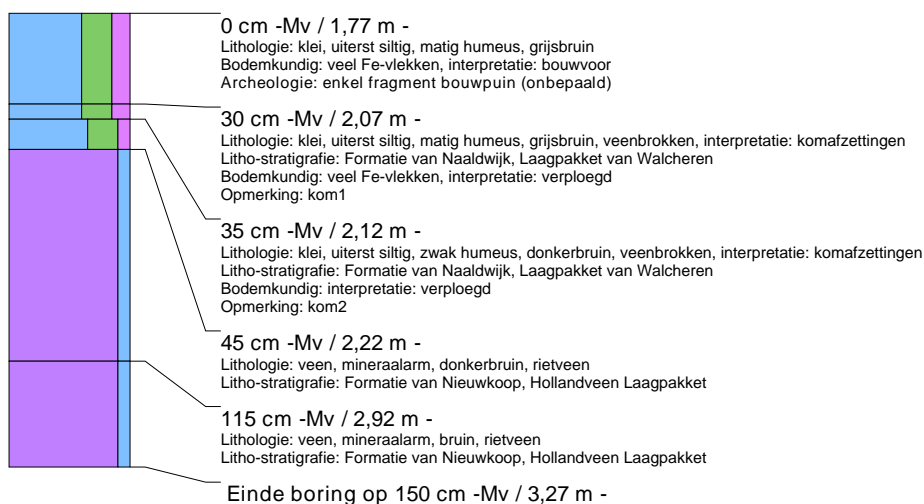 0 cm -Mv / 1,77 m -
Lithologie: klei, uiterst siltig, matig humeus, grijsbruin
Bodemkundig: veel Fe-vlekken, interpretatie: bouwvoor
Archeologie: enkel fragment bouwpuin (onbepaald)
30 cm -Mv / 2,07 m -
Lithologie: klei, uiterst siltig, matig humeus, grijsbruin, veenbrokken, interpretatie: komafzettingen
Litho-stratigrafie: Formatie van Naaldwijk, Laagpakket van Walcheren
Bodemkundig: veel Fe-vlekken, interpretatie: verploegd
Opmerking: kom1
35 cm -Mv / 2,12 m -
Lithologie: klei, uiterst siltig, zwak humeus, donkerbruin, veenbrokken, interpretatie: komafzettingen
Litho-stratigrafie: Formatie van Naaldwijk, Laagpakket van Walcheren
Bodemkundig: interpretatie: verploegd
Opmerking: kom2
45 cm -Mv / 2,22 m -
Lithologie: veen, mineraalarm, donkerbruin, rietveen
Litho-stratigrafie: Formatie van Nieuwkoop, Hollandveen Laagpakket
115 cm -Mv / 2,92 m -
Lithologie: veen, mineraalarm, bruin, rietveen
Litho-stratigrafie: Formatie van Nieuwkoop, Hollandveen Laagpakket
Einde boring op 150 cm -Mv / 3,27 m -